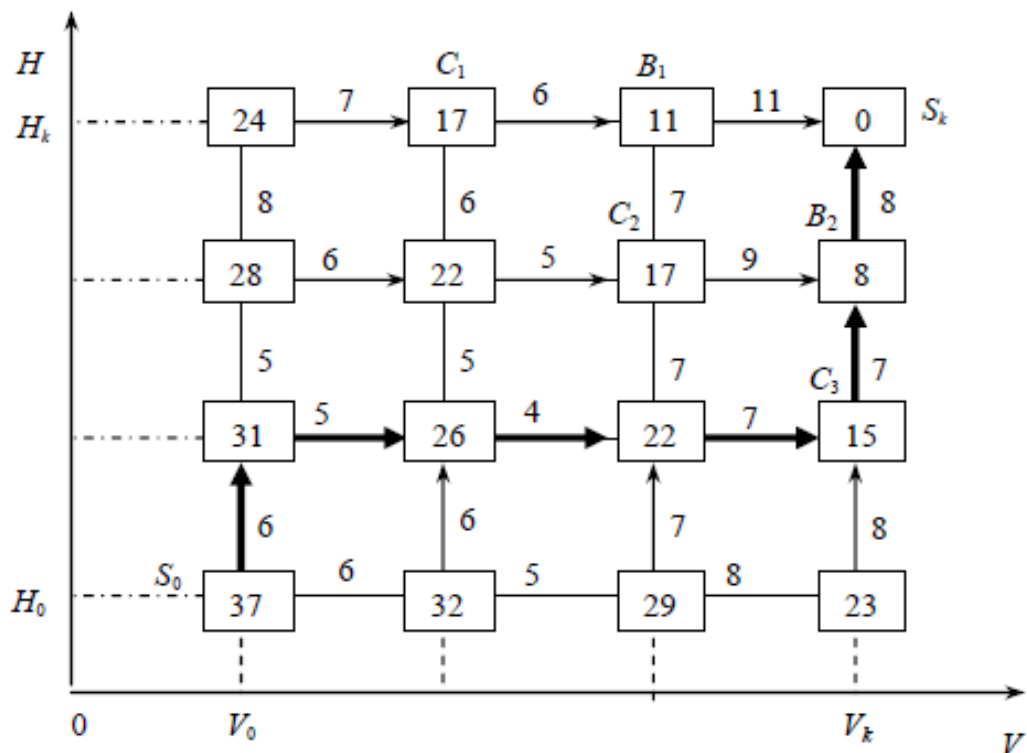 H C₁ B₁
7 6 11
Hₖ 24 17 11 0 Sₖ
8 6 C₂ 7 B₂ 8
6 5 9
28 22 17 8
5 5 7 C₃ 7
5 4 7
31 26 22 15
6 6 7 8
S₀ 6 5 8
H₀ 37 32 29 23
0 V₀ Vₖ V